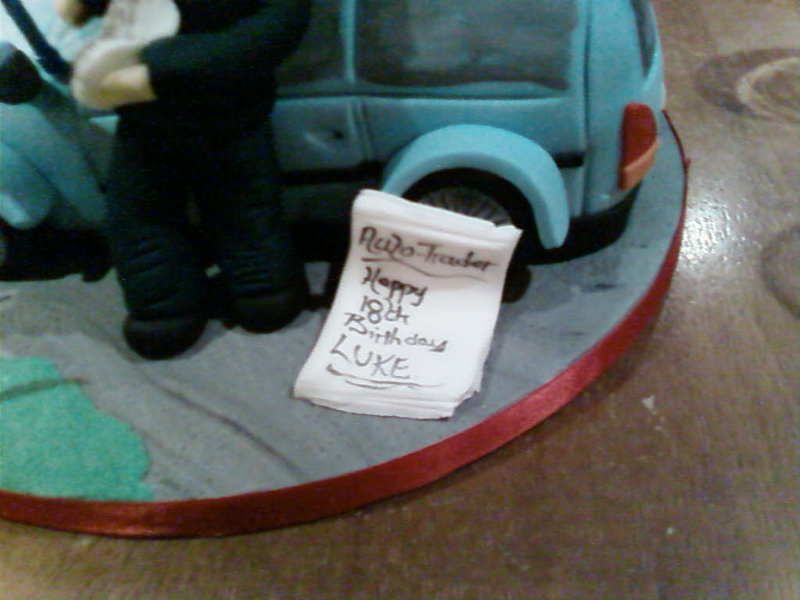 Auto-Trader
Happy
18th
Birthday
LUKE